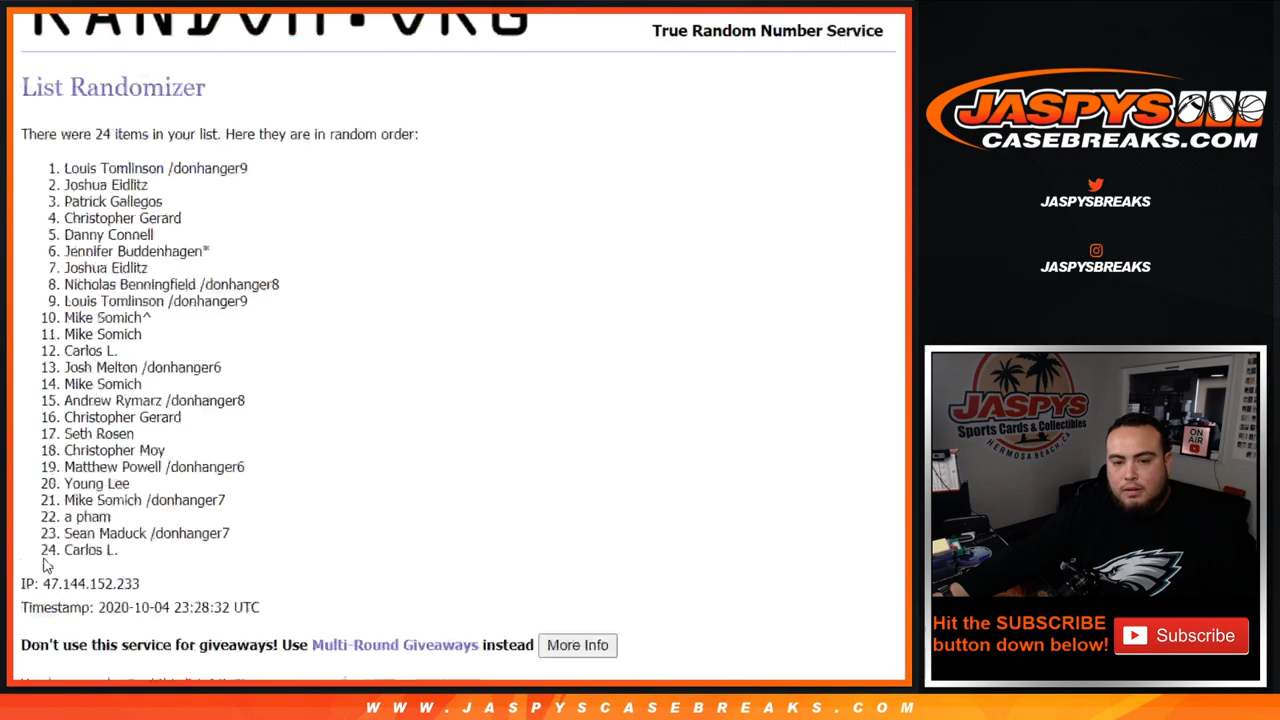 RANDOM.ORG
True Random Number Service
List Randomizer
There were 24 items in your list. Here they are in random order:
1. Louis Tomlinson /donhanger9
2. Joshua Eidlitz
3. Patrick Gallegos
4. Christopher Gerard
5. Danny Connell
6. Jennifer Buddenhagen*
7. Joshua Eidlitz
8. Nicholas Benningfield /donhanger8
9. Louis Tomlinson /donhanger9
10. Mike Somich^
11. Mike Somich
12. Carlos L.
13. Josh Melton /donhanger6
14. Mike Somich
15. Andrew Rymarz /donhanger8
16. Christopher Gerard
17. Seth Rosen
18. Christopher Moy
19. Matthew Powell /donhanger6
20. Young Lee
21. Mike Somich /donhanger7
22. a pham
23. Sean Maduck /donhanger7
24. Carlos L.
IP: 47.144.152.233
Timestamp: 2020-10-04 23:28:32 UTC
Don't use this service for giveaways! Use Multi-Round Giveaways instead More Info
JASPYS
CASEBREAKS.COM
JASPYSBREAKS
JASPYSBREAKS
JASPYS
Sports Cards & Collectibles
HERMOSA BEACH, CA
ON
AIR
Hit the SUBSCRIBE
button down below!
Subscribe
WWW.JASPYSCASEBREAKS.COM